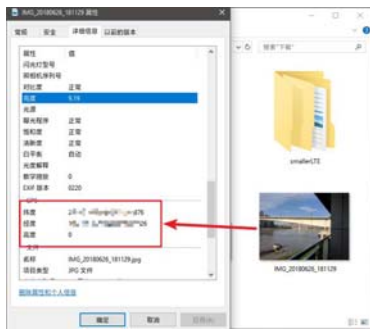 IMG_20180628_181129 属性
常规 安全 详细信息 以前的版本
属性 值
闪光灯型号
照相机序列号
对比度 正常
亮度
光源
曝光程序 正常
饱和度 正常
清晰度 正常
白平衡 自动
光度解释
数字缩放 0
EXIF 版本 0220
GPS
纬度
经度
高度 0
文件
名称 IMG_20180628_181129.jpg
项目类型 JPG 文件
删除属性和个人信息
确定 取消 应用(A)
搜索"下载"
smallerLTE
IMG_20180628_181129